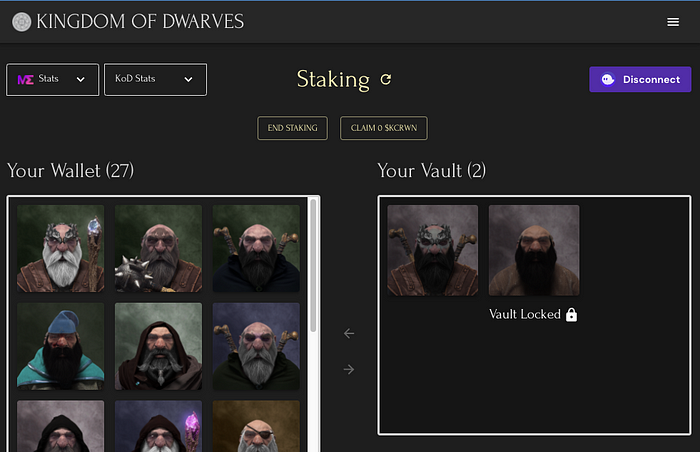 KINGDOM OF DWARVES
ME Stats
KoD Stats
Staking
Disconnect
END STAKING
CLAIM 0 $KCRWN
Your Wallet (27)
Your Vault (2)
Vault Locked